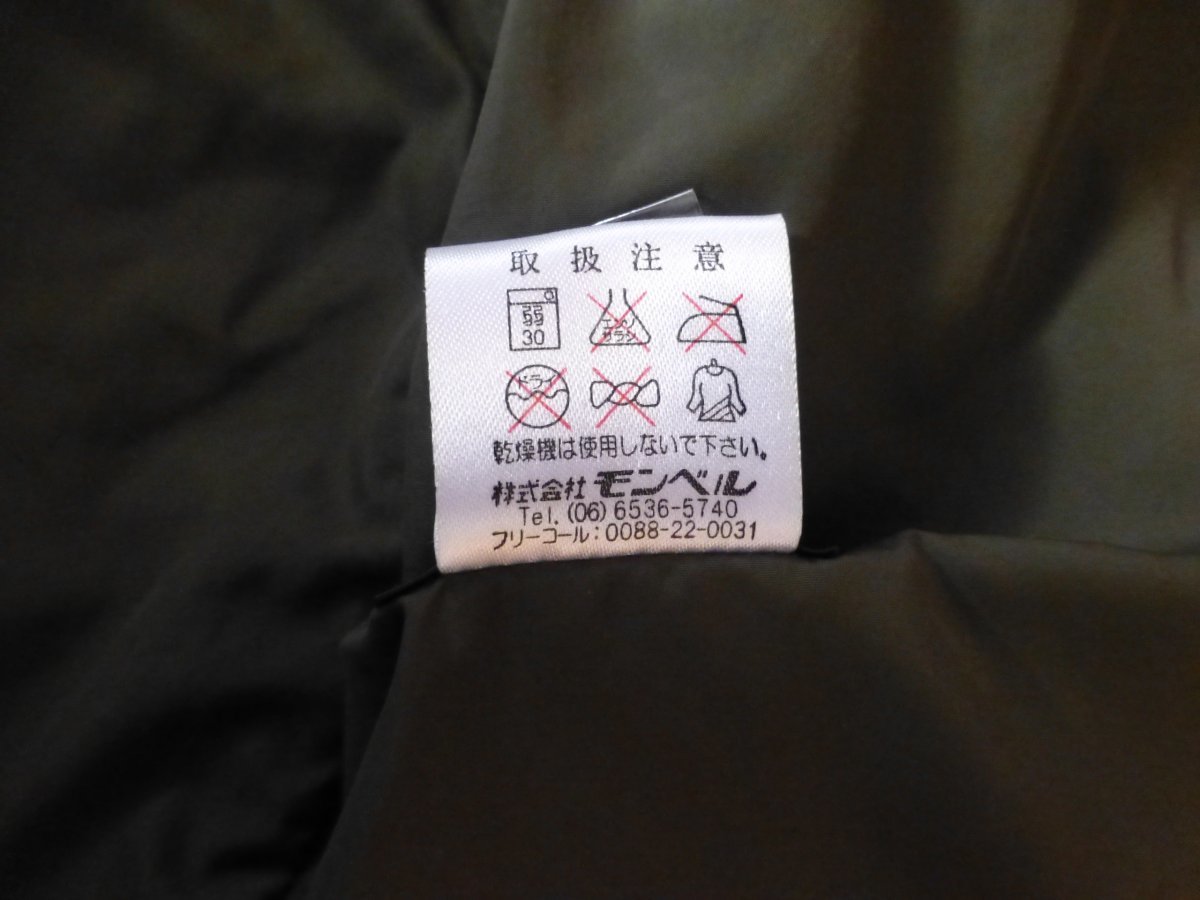 取扱注意
弱 エンソ
30 サラシ
ドライ
乾燥機は使用しないで下さい。
株式会社モンベル
Tel. (06) 6536-5740
フリーコール:0088-22-0031